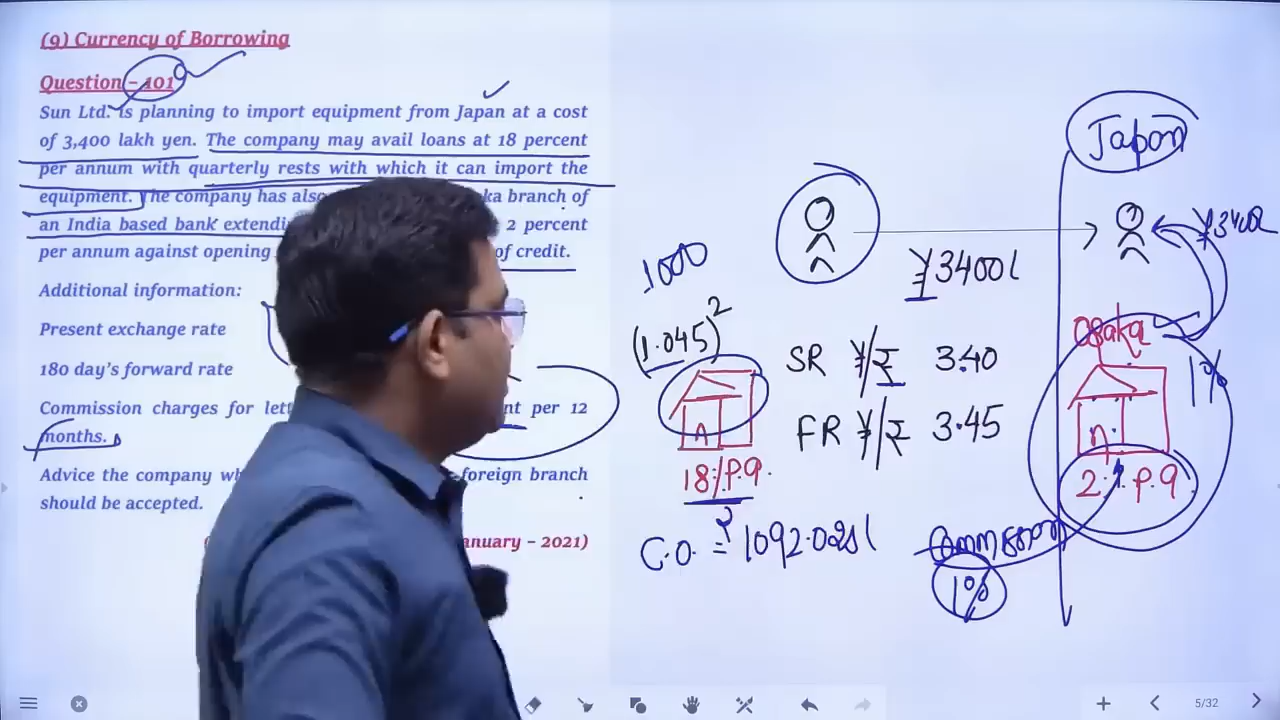 (9) Currency of Borrowing
Question – 101
Sun Ltd. is planning to import equipment from Japan at a cost
of 3,400 lakh yen. The company may avail loans at 18 percent
per annum with quarterly rests with which it can import the
equipment. The company has also ka branch of
an India based bank extendin 2 percent
per annum against opening of credit.
Additional information:
Present exchange rate
180 day's forward rate
Commission charges for lett nt per 12
months.
Advice the company wh foreign branch
should be accepted.
anuary – 2021)
Japan
¥3400l
¥3400l
1000
(1.045)²
SR ¥/₹ 3.40
FR ¥/₹ 3.45
18% p.a.
Osaka
1%
2% p.a
C.O. = ₹1092.025l
Commission
1%
5/32